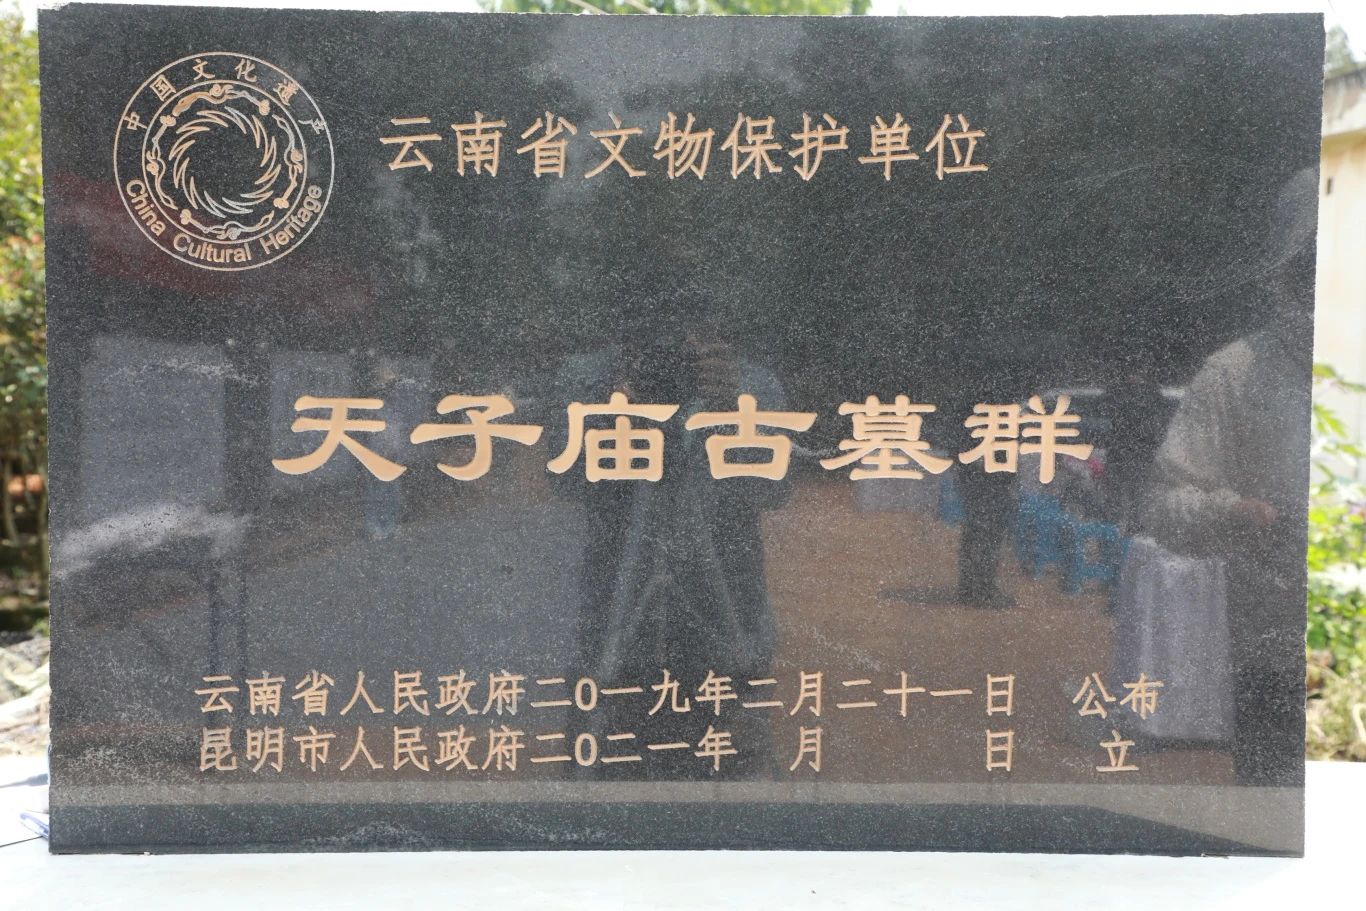 中国文化遗产
China Cultural Heritage
云南省文物保护单位
天子庙古墓群
云南省人民政府二0一九年二月二十一日 公布
昆明市人民政府二0二一年 月 日 立